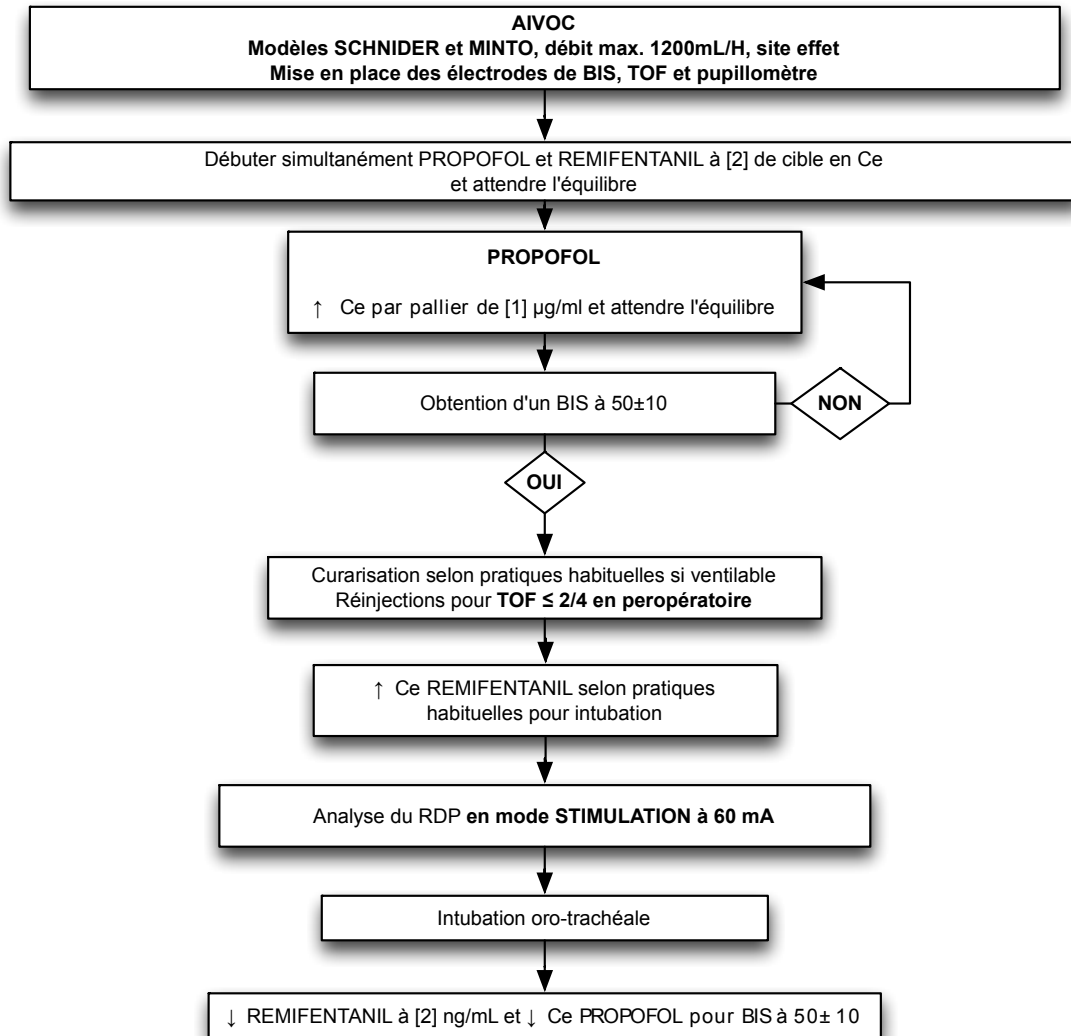 AIVOC
Modèles SCHNIDER et MINTO, débit max. 1200mL/H, site effet
Mise en place des électrodes de BIS, TOF et pupillomètre
Débuter simultanément PROPOFOL et REMIFENTANIL à [2] de cible en Ce
et attendre l'équilibre
PROPOFOL
↑ Ce par pallier de [1] µg/ml et attendre l'équilibre
Obtention d'un BIS à 50±10
NON
OUI
Curarisation selon pratiques habituelles si ventilable
Réinjections pour TOF ≤ 2/4 en peropératoire
↑ Ce REMIFENTANIL selon pratiques
habituelles pour intubation
Analyse du RDP en mode STIMULATION à 60 mA
Intubation oro-trachéale
↓ REMIFENTANIL à [2] ng/mL et ↓ Ce PROPOFOL pour BIS à 50± 10